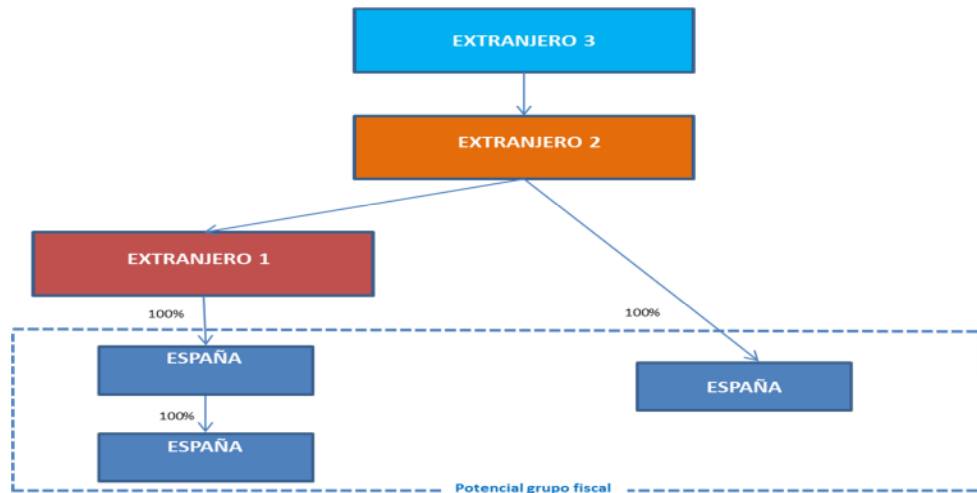 EXTRANJERO 3
EXTRANJERO 2
EXTRANJERO 1
100%
100%
ESPAÑA
ESPAÑA
100%
ESPAÑA
Potencial grupo fiscal